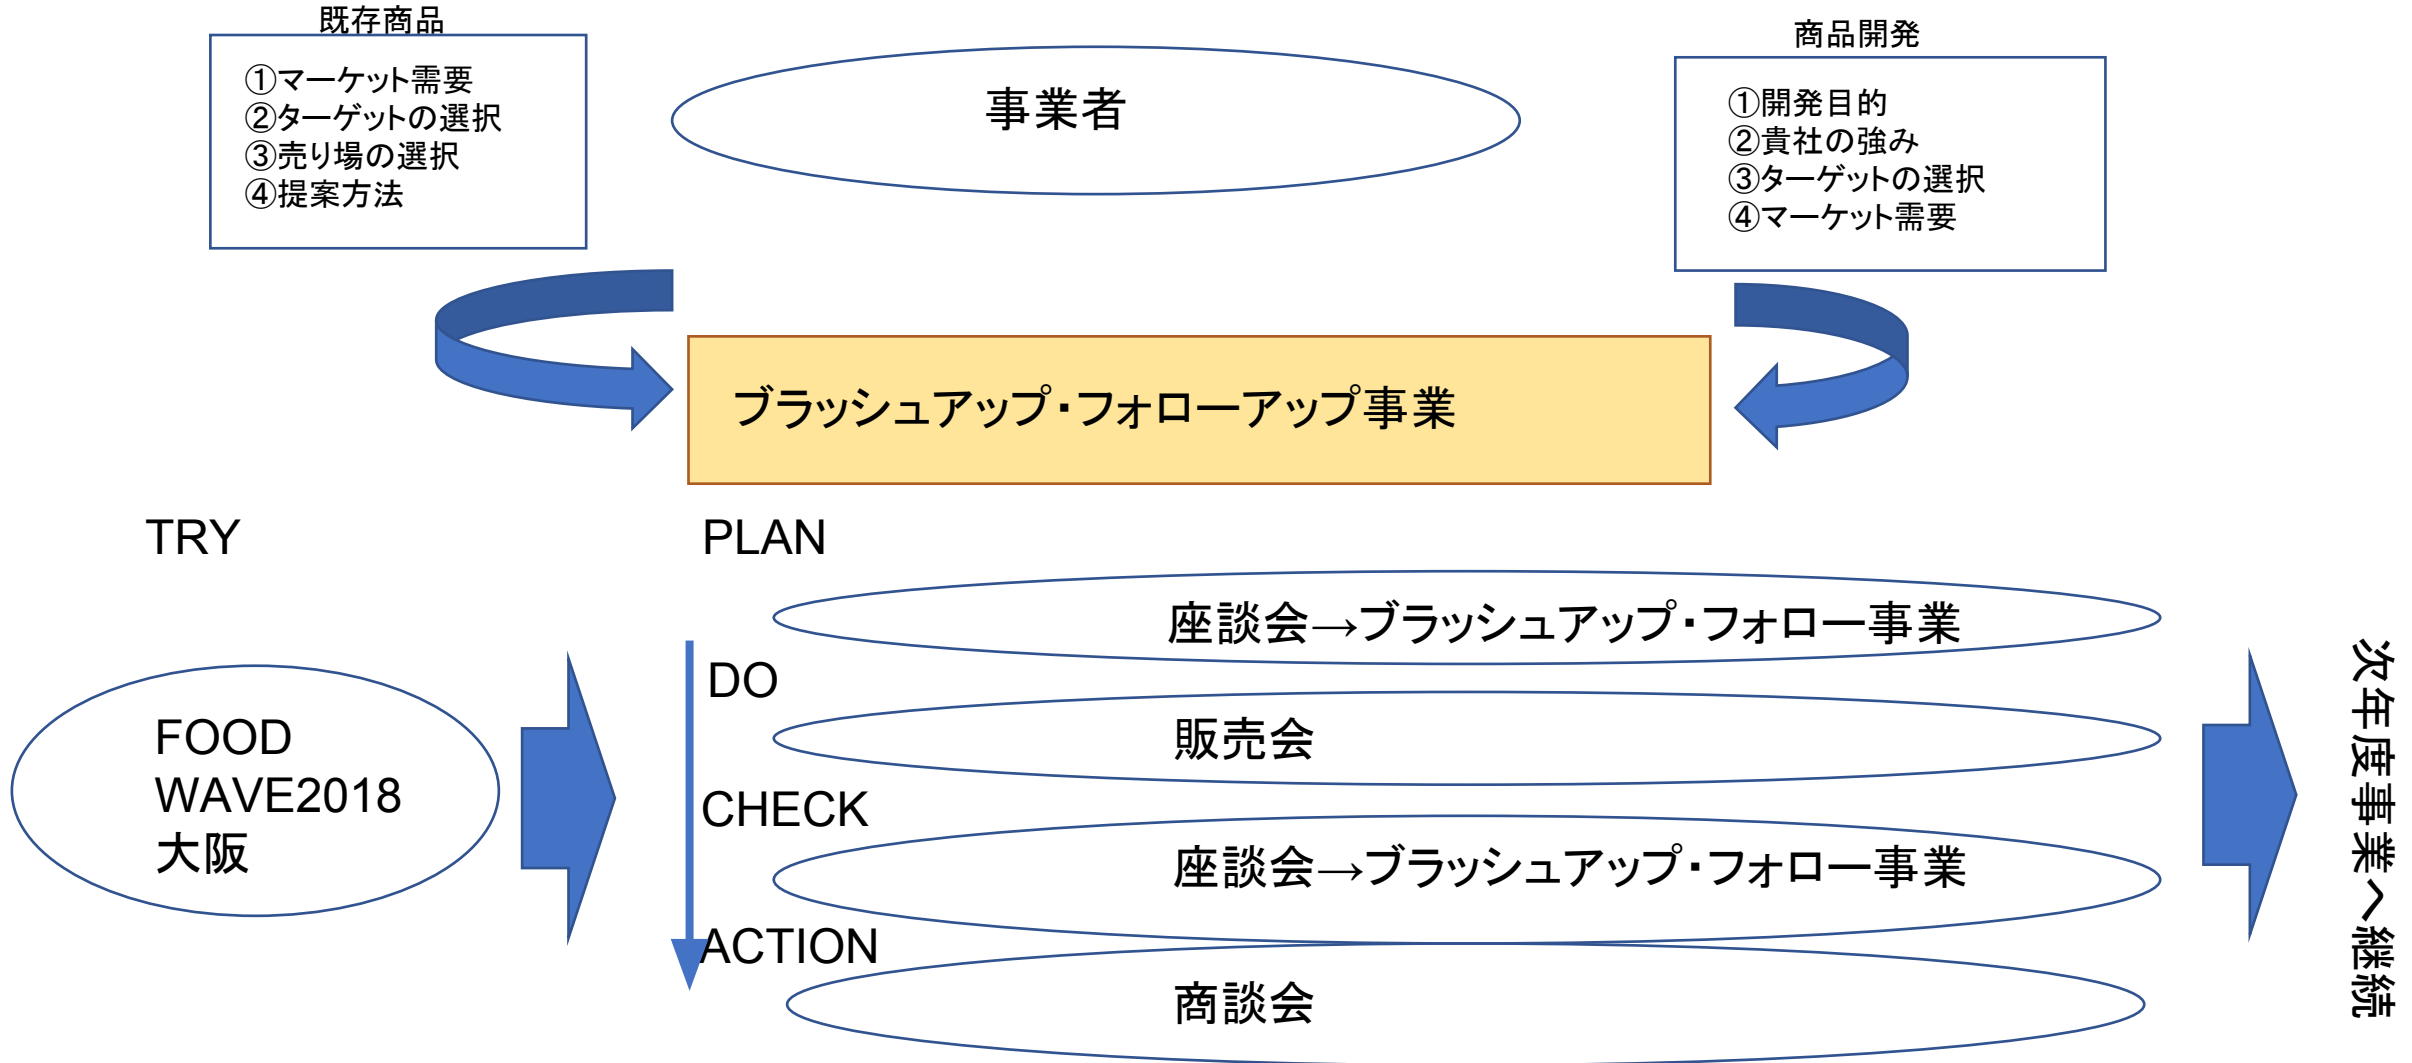 既存商品
①マーケット需要
②ターゲットの選択
③売り場の選択
④提案方法
事業者
商品開発
①開発目的
②貴社の強み
③ターゲットの選択
④マーケット需要
ブラッシュアップ・フォローアップ事業
TRY
PLAN
座談会→ブラッシュアップ・フォロー事業
DO
販売会
FOOD
WAVE2018
大阪
CHECK
座談会→ブラッシュアップ・フォロー事業
ACTION
商談会
次年度事業へ継続